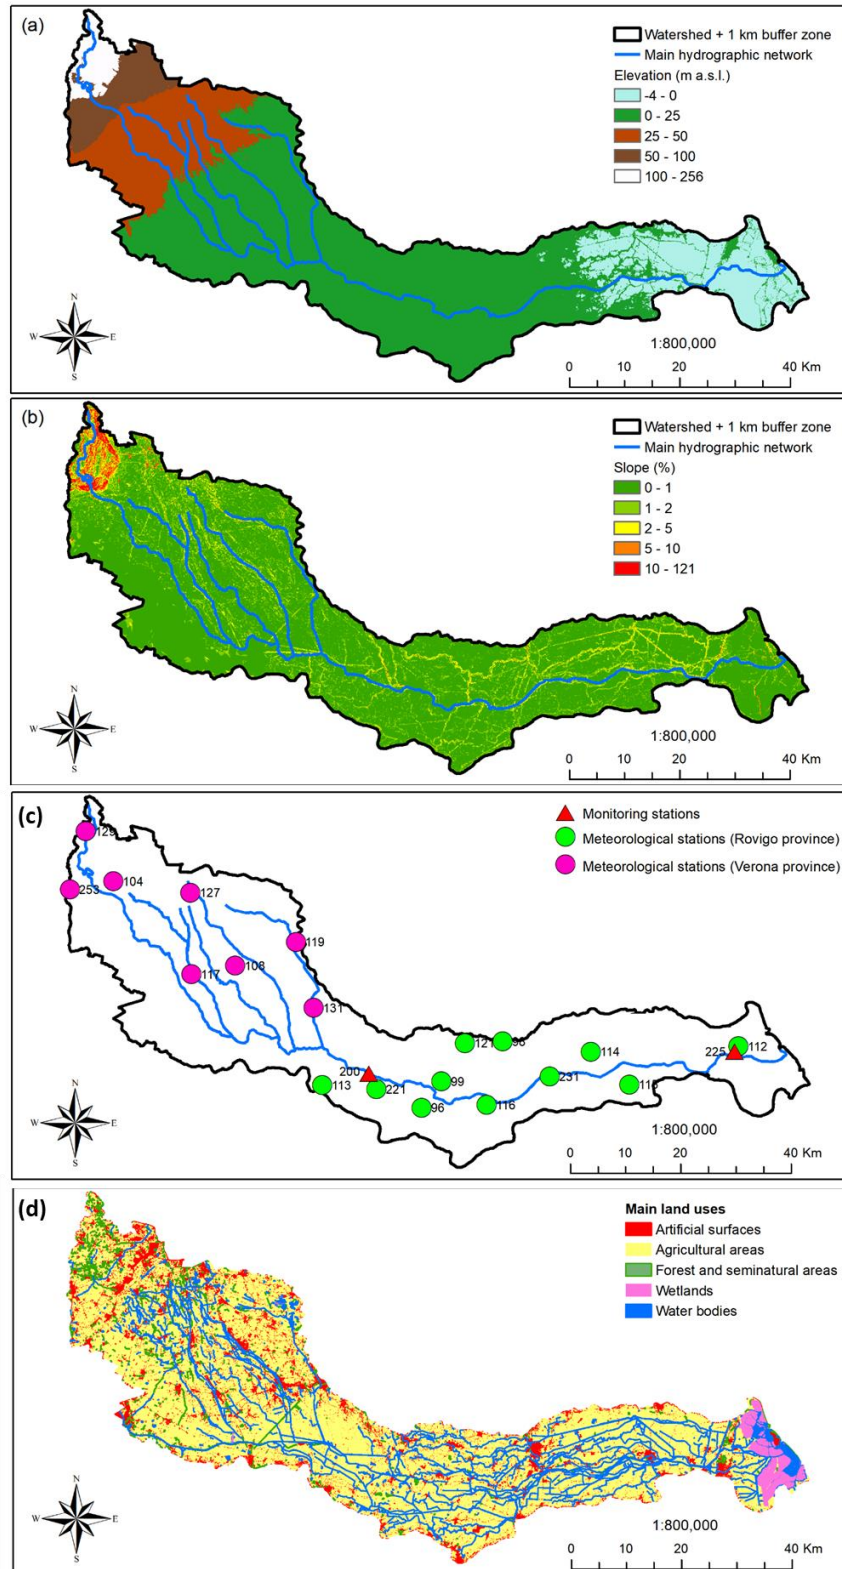 (a)
Watershed + 1 km buffer zone
Main hydrographic network
Elevation (m a.s.l.)
-4 - 0
0 - 25
25 - 50
50 - 100
100 - 256
N
W E
S
1:800,000
0 10 20 40 Km
(b)
Watershed + 1 km buffer zone
Main hydrographic network
Slope (%)
0 - 1
1 - 2
2 - 5
5 - 10
10 - 121
N
W E
S
1:800,000
0 10 20 40 Km
(c)
Monitoring stations
Meteorological stations (Rovigo province)
Meteorological stations (Verona province)
129
104
253
127
119
108
117
131
114
112
225
200
99
231
113
221
96
116
N
W E
S
1:800,000
0 10 20 40 Km
(d)
Main land uses
Artificial surfaces
Agricultural areas
Forest and seminatural areas
Wetlands
Water bodies
N
W E
S
1:800,000
0 10 20 40 Km